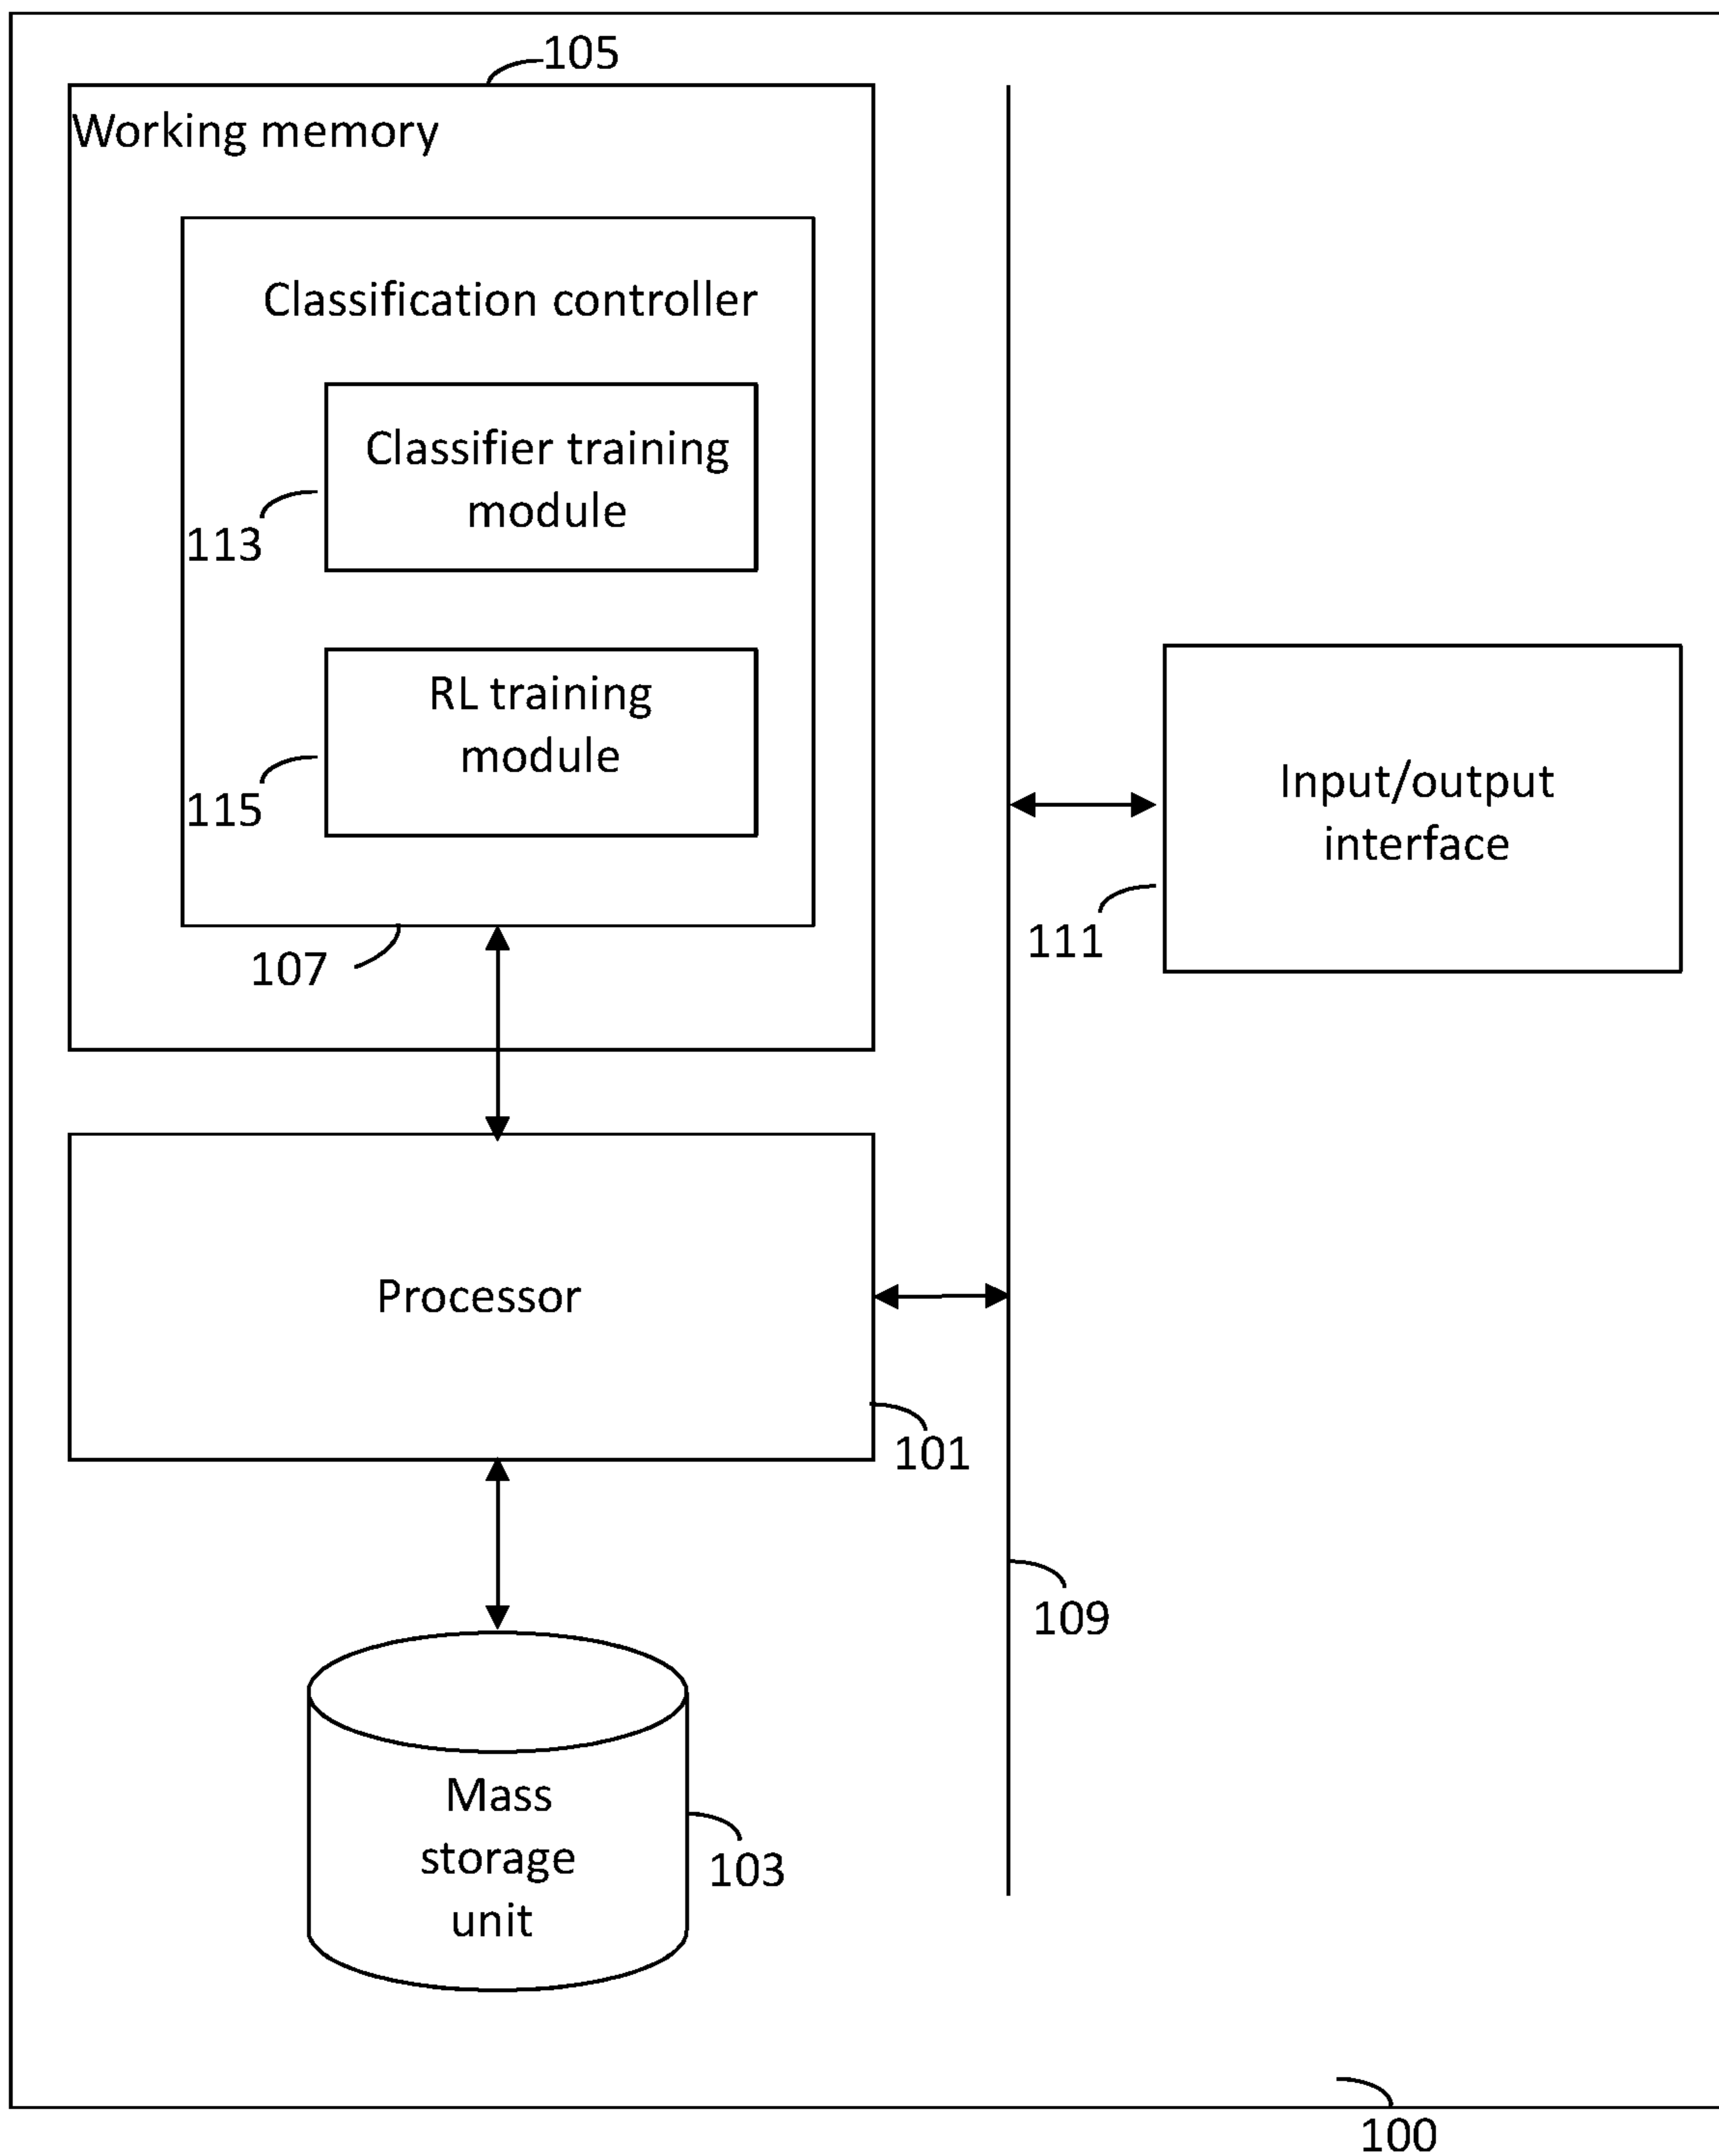 105
Working memory
Classification controller
Classifier training
module
113
RL training
module
115
107
Input/output
interface
111
Processor
101
109
Mass
storage
unit
103
100